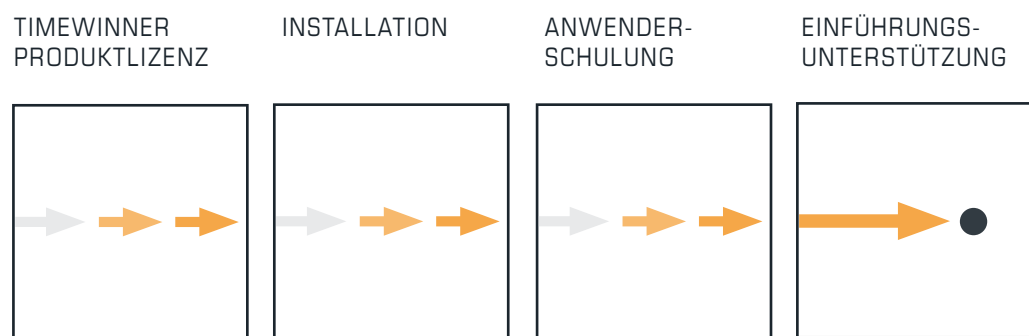 TIMEWINNER
PRODUKTLIZENZ
INSTALLATION
ANWENDER-
SCHULUNG
EINFÜHRUNGS-
UNTERSTÜTZUNG